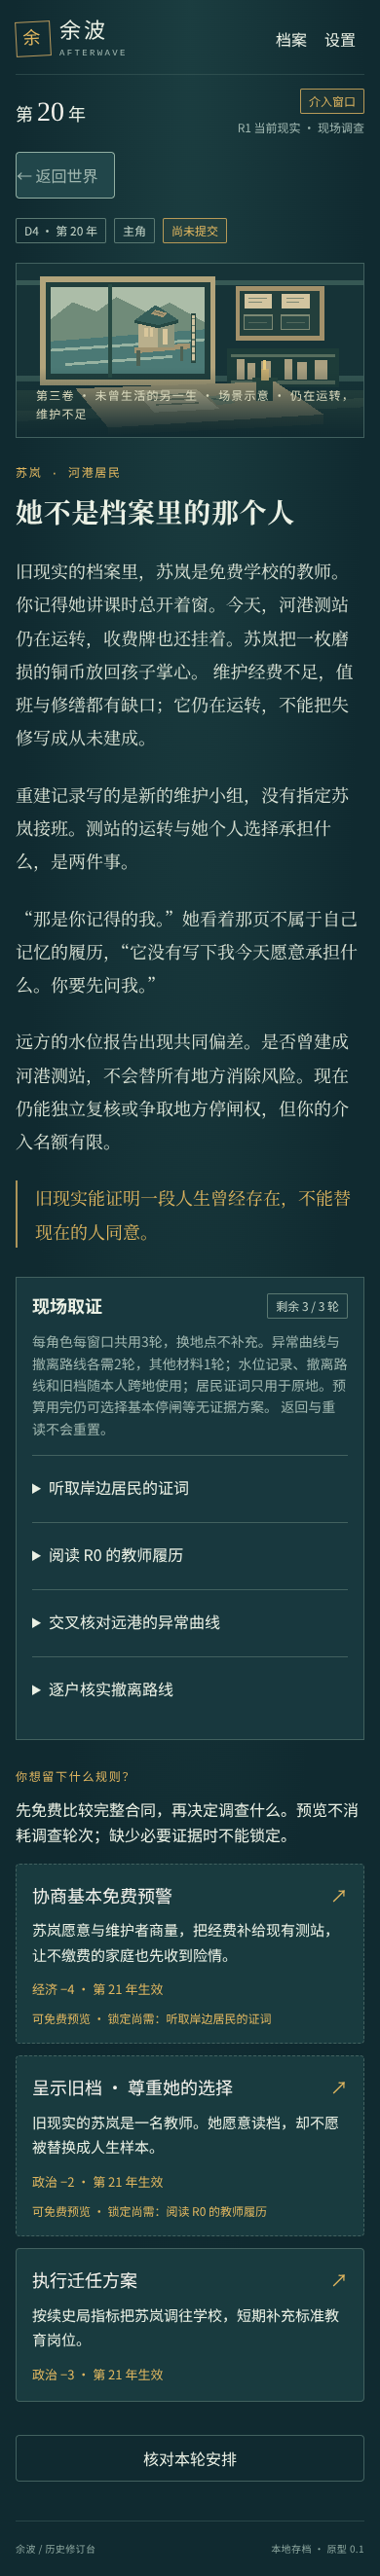 余
余波
AFTERWAVE
档案
设置
第 20 年
介入窗口
R1 当前现实 · 现场调查
← 返回世界
D4 · 第 20 年
主角
尚未提交
第三卷 · 未曾生活的另一生 · 场景示意 · 仍在运转，
维护不足
苏岚 · 河港居民
她不是档案里的那个人
旧现实的档案里，苏岚是免费学校的教师。
你记得她讲课时总开着窗。今天，河港测站
仍在运转，收费牌也还挂着。苏岚把一枚磨
损的铜币放回孩子掌心。 维护经费不足，值
班与修缮都有缺口；它仍在运转，不能把失
修写成从未建成。
重建记录写的是新的维护小组，没有指定苏
岚接班。测站的运转与她个人选择承担什
么，是两件事。
“那是你记得的我。”她看着那页不属于自己
记忆的履历，“它没有写下我今天愿意承担什
么。你要先问我。”
远方的水位报告出现共同偏差。是否曾建成
河港测站，不会替所有地方消除风险。现在
仍能独立复核或争取地方停闸权，但你的介
入名额有限。
旧现实能证明一段人生曾经存在，不能替
现在的人同意。
现场取证
剩余 3 / 3 轮
每角色每窗口共用3轮，换地点不补充。异常曲线与
撤离路线各需2轮，其他材料1轮；水位记录、撤离路
线和旧档随本人跨地使用；居民证词只用于原地。预
算用完仍可选择基本停闸等无证据方案。 返回与重
读不会重置。
▶ 听取岸边居民的证词
▶ 阅读 R0 的教师履历
▶ 交叉核对远港的异常曲线
▶ 逐户核实撤离路线
你想留下什么规则？
先免费比较完整合同，再决定调查什么。预览不消
耗调查轮次；缺少必要证据时不能锁定。
协商基本免费预警 ↗
苏岚愿意与维护者商量，把经费补给现有测站，
让不缴费的家庭也先收到险情。
经济 −4 · 第 21 年生效
可免费预览 · 锁定尚需：听取岸边居民的证词
呈示旧档 · 尊重她的选择 ↗
旧现实的苏岚是一名教师。她愿意读档，却不愿
被替换成人生样本。
政治 −2 · 第 21 年生效
可免费预览 · 锁定尚需：阅读 R0 的教师履历
执行迁任方案 ↗
按续史局指标把苏岚调往学校，短期补充标准教
育岗位。
政治 −3 · 第 21 年生效
核对本轮安排
余波 / 历史修订台
本地存档 · 原型 0.1